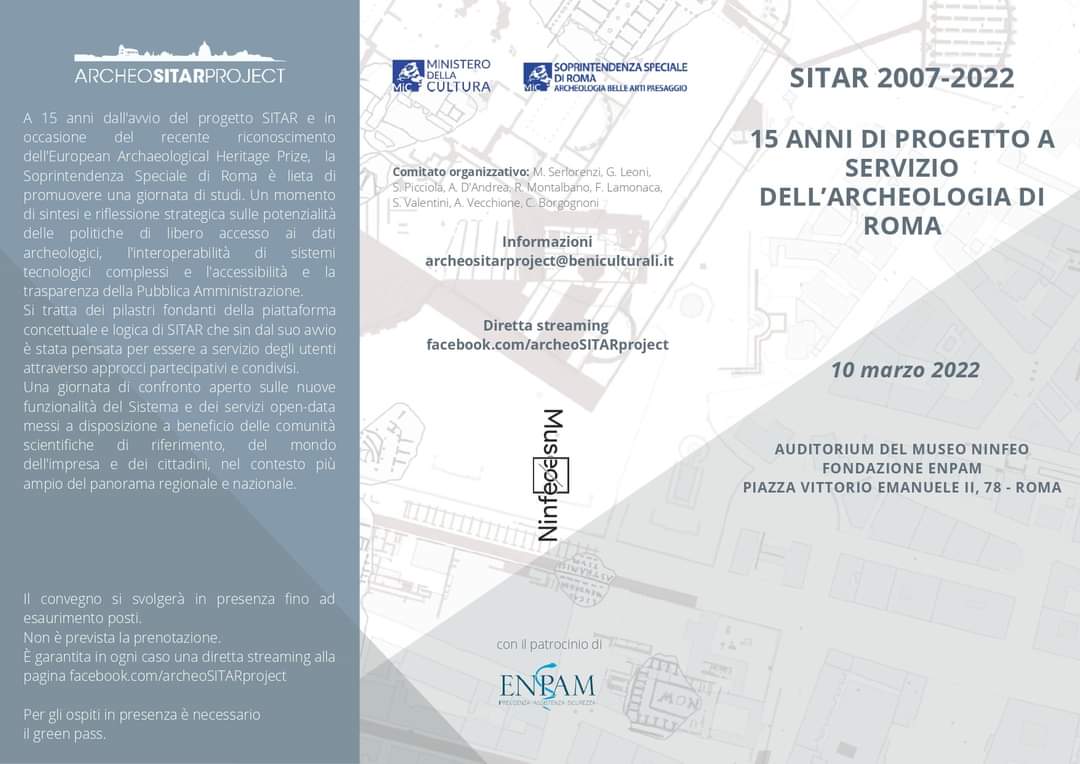 ARCHEOSITARPROJECT
A 15 anni dall'avvio del progetto SITAR e in
occasione del recente riconoscimento
dell'European Archaeological Heritage Prize, la
Soprintendenza Speciale di Roma è lieta di
promuovere una giornata di studi. Un momento
di sintesi e riflessione strategica sulle potenzialità
delle politiche di libero accesso ai dati
archeologici, l'interoperabilità di sistemi
tecnologici complessi e l'accessibilità e la
trasparenza della Pubblica Amministrazione.
Si tratta dei pilastri fondanti della piattaforma
concettuale e logica di SITAR che sin dal suo avvio
è stata pensata per essere a servizio degli utenti
attraverso approcci partecipativi e condivisi.
Una giornata di confronto aperto sulle nuove
funzionalità del Sistema e dei servizi open-data
messi a disposizione a beneficio delle comunità
scientifiche di riferimento, del mondo
dell'impresa e dei cittadini, nel contesto più
ampio del panorama regionale e nazionale.
Il convegno si svolgerà in presenza fino ad
esaurimento posti.
Non è prevista la prenotazione.
È garantita in ogni caso una diretta streaming alla
pagina facebook.com/archeoSITARproject
Per gli ospiti in presenza è necessario
il green pass.
MiC
MINISTERO
DELLA
CULTURA
MiC
SOPRINTENDENZA SPECIALE
DI ROMA
ARCHEOLOGIA BELLE ARTI PAESAGGIO
Comitato organizzativo: M. Serlorenzi, G. Leoni,
S. Picciola, A. D'Andrea, R. Montalbano, F. Lamonaca,
S. Valentini, A. Vecchione, C. Borgognoni
Informazioni
archeositarproject@beniculturali.it
Diretta streaming
facebook.com/archeoSITARproject
Museo
Ninfeo
con il patrocinio di
ENPAM
PREVIDENZA ASSISTENZA SICUREZZA
SITAR 2007-2022
15 ANNI DI PROGETTO A
SERVIZIO
DELL'ARCHEOLOGIA DI
ROMA
10 marzo 2022
AUDITORIUM DEL MUSEO NINFEO
FONDAZIONE ENPAM
PIAZZA VITTORIO EMANUELE II, 78 - ROMA